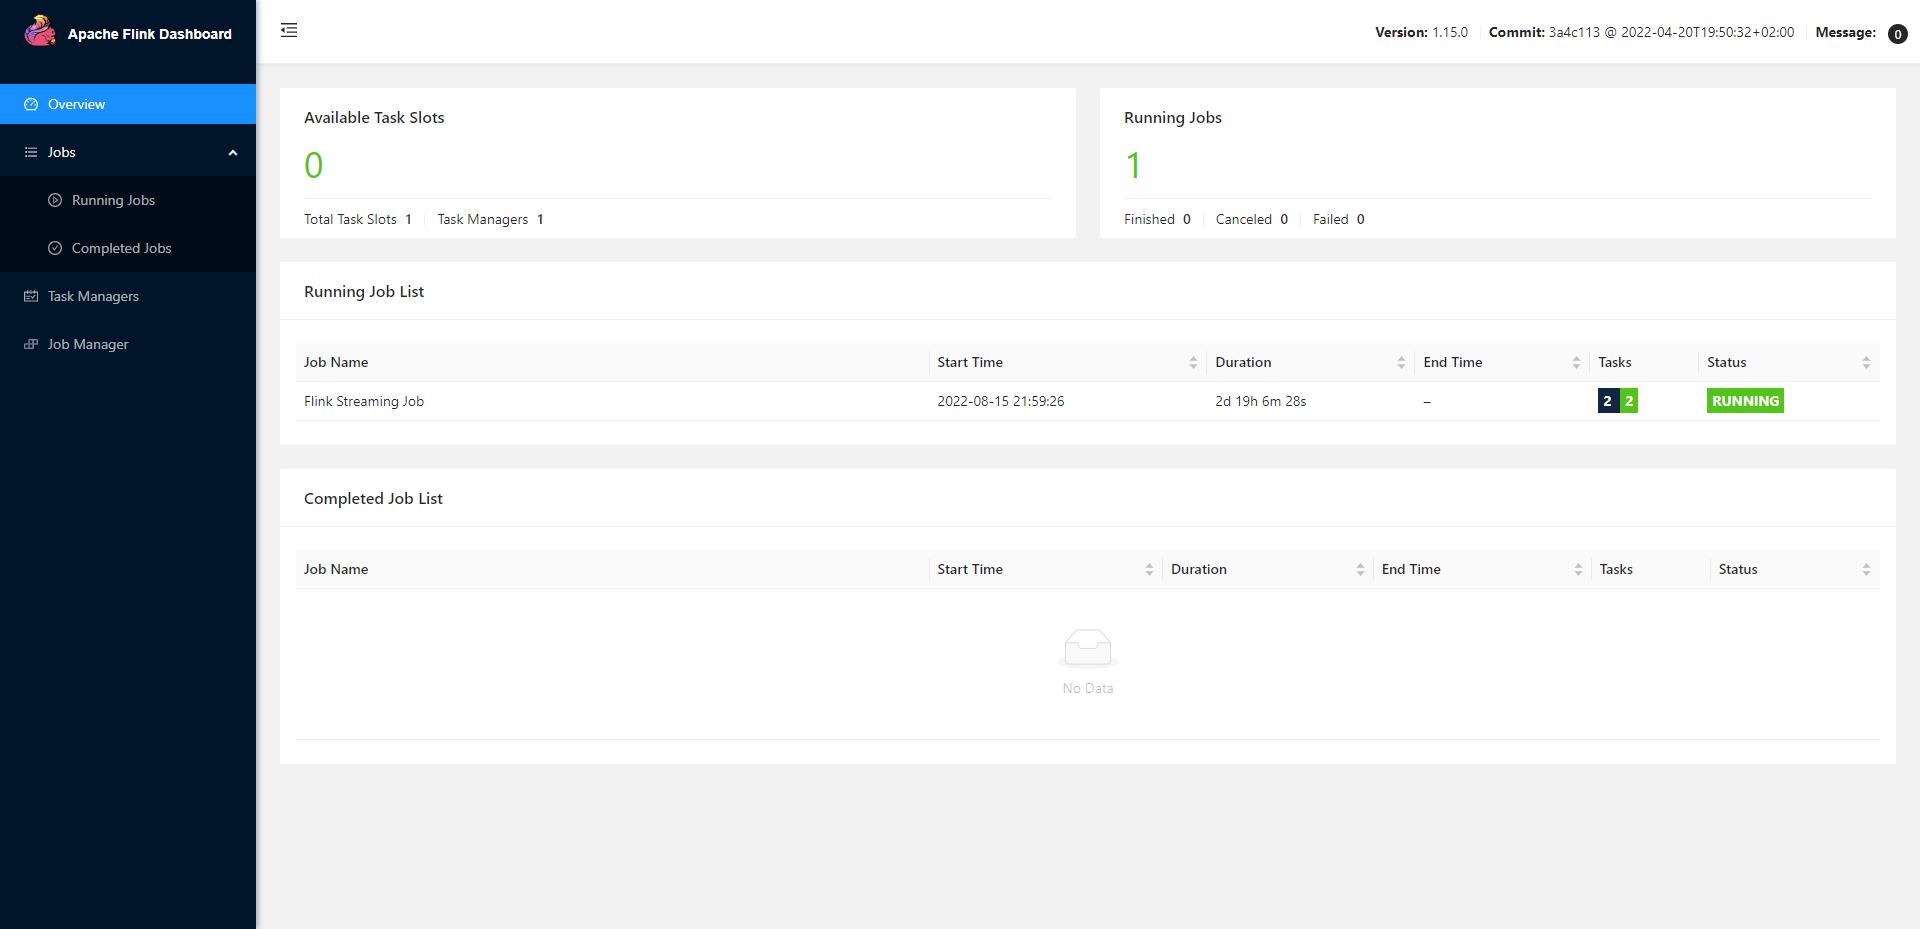 Apache Flink Dashboard
Version: 1.15.0 Commit: 3a4c113 @ 2022-04-20T19:50:32+02:00 Message: 0
Overview
Jobs
Running Jobs
Completed Jobs
Task Managers
Job Manager
Available Task Slots
0
Total Task Slots 1 Task Managers 1
Running Jobs
1
Finished 0 Canceled 0 Failed 0
Running Job List
Job Name Start Time Duration End Time Tasks Status
Flink Streaming Job 2022-08-15 21:59:26 2d 19h 6m 28s – 2 2 RUNNING
Completed Job List
Job Name Start Time Duration End Time Tasks Status
No Data